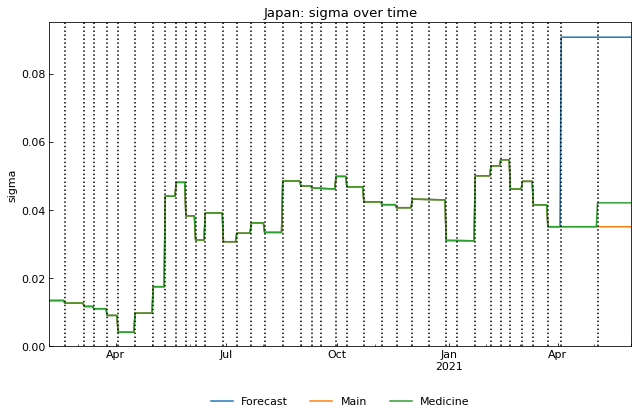 Japan: sigma over time
sigma
0.08
0.06
0.04
0.02
0.00
Apr Jul Oct Jan Apr
2021
Forecast Main Medicine